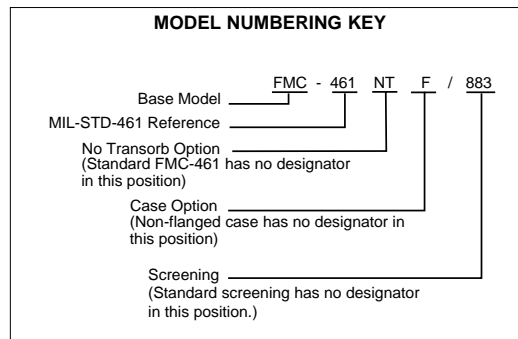 MODEL NUMBERING KEY
FMC - 461 NT F / 883
Base Model
MIL-STD-461 Reference
No Transorb Option
(Standard FMC-461 has no designator
in this position)
Case Option
(Non-flanged case has no designator in
this position)
Screening
(Standard screening has no designator
in this position.)